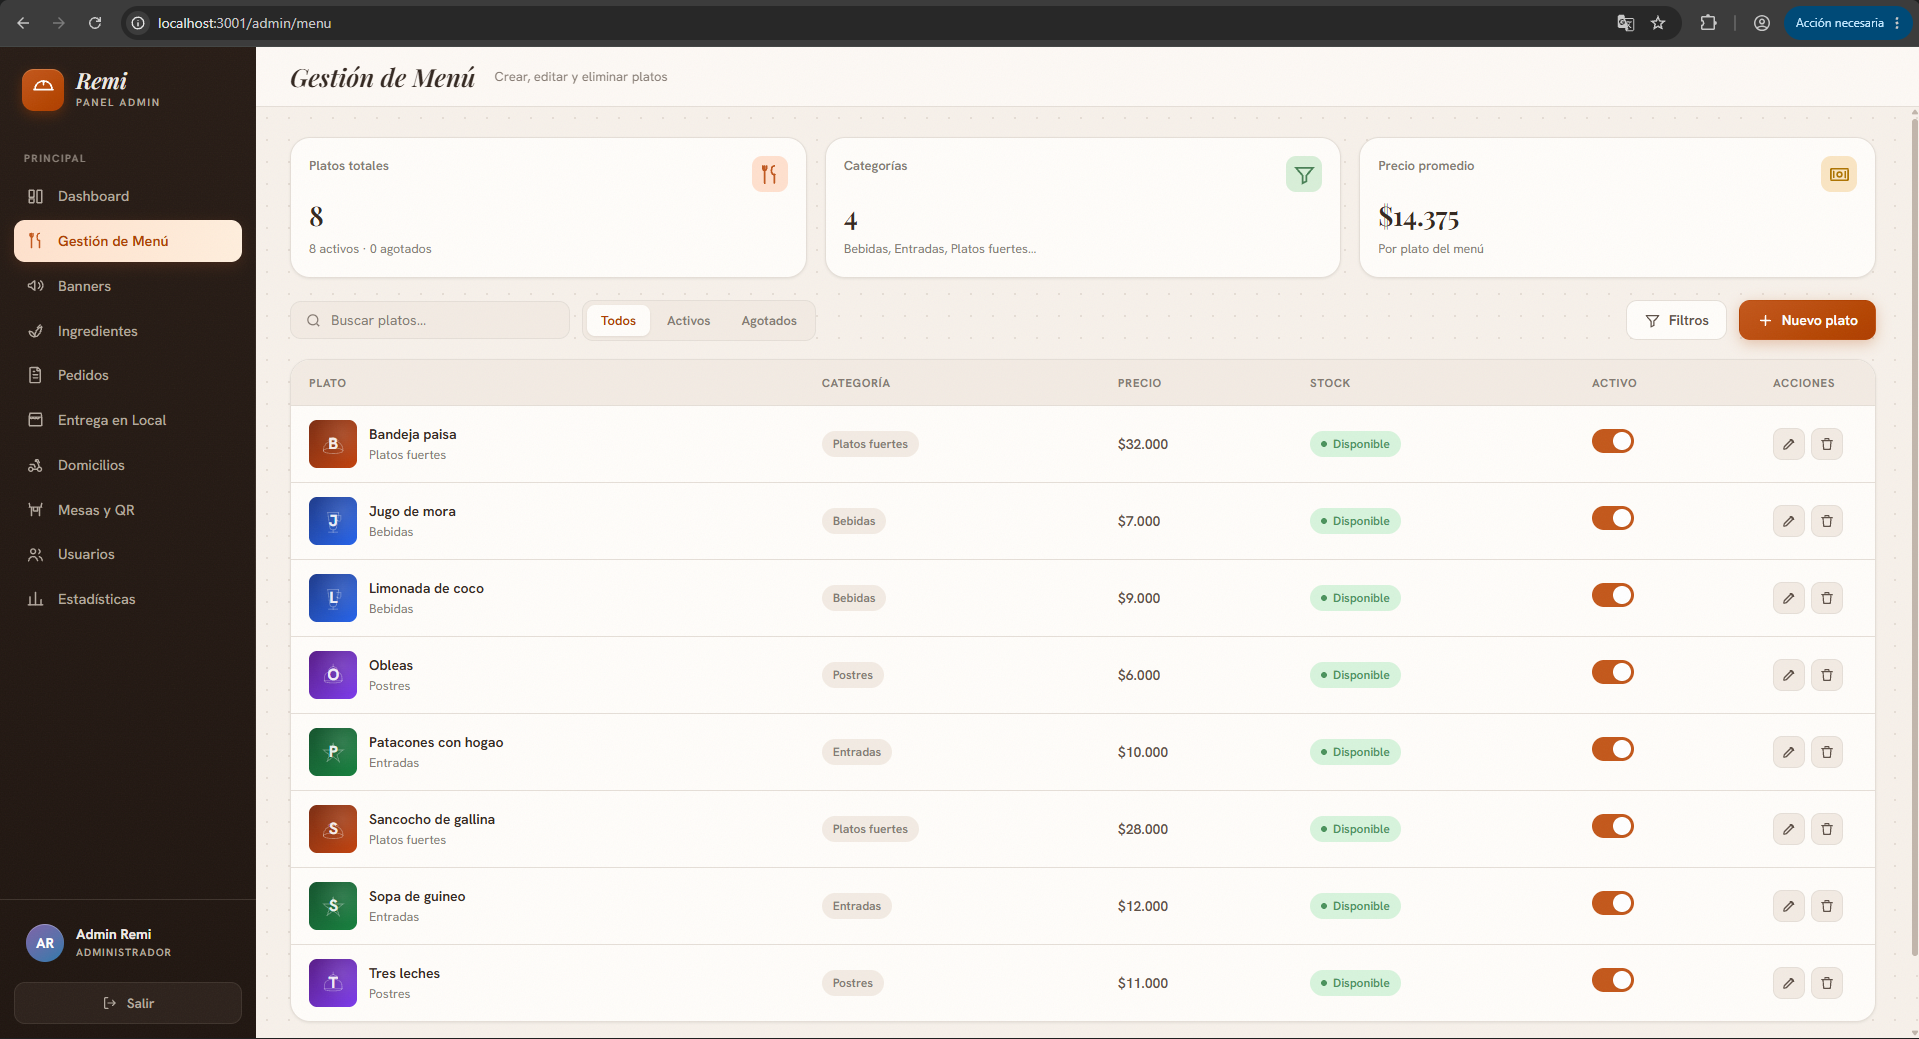 localhost:3001/admin/menu
Acción necesaria
Remi
PANEL ADMIN
PRINCIPAL
Dashboard
Gestión de Menú
Banners
Ingredientes
Pedidos
Entrega en Local
Domicilios
Mesas y QR
Usuarios
Estadísticas
AR
Admin Remi
ADMINISTRADOR
Salir
Gestión de Menú
Crear, editar y eliminar platos
Platos totales
8
8 activos · 0 agotados
Categorías
4
Bebidas, Entradas, Platos fuertes...
Precio promedio
$14.375
Por plato del menú
Buscar platos...
Todos
Activos
Agotados
Filtros
+ Nuevo plato
PLATO CATEGORÍA PRECIO STOCK ACTIVO ACCIONES
B
Bandeja paisa
Platos fuertes
Platos fuertes
$32.000
Disponible
J
Jugo de mora
Bebidas
Bebidas
$7.000
Disponible
L
Limonada de coco
Bebidas
Bebidas
$9.000
Disponible
O
Obleas
Postres
Postres
$6.000
Disponible
P
Patacones con hogao
Entradas
Entradas
$10.000
Disponible
S
Sancocho de gallina
Platos fuertes
Platos fuertes
$28.000
Disponible
S
Sopa de guineo
Entradas
Entradas
$12.000
Disponible
T
Tres leches
Postres
Postres
$11.000
Disponible